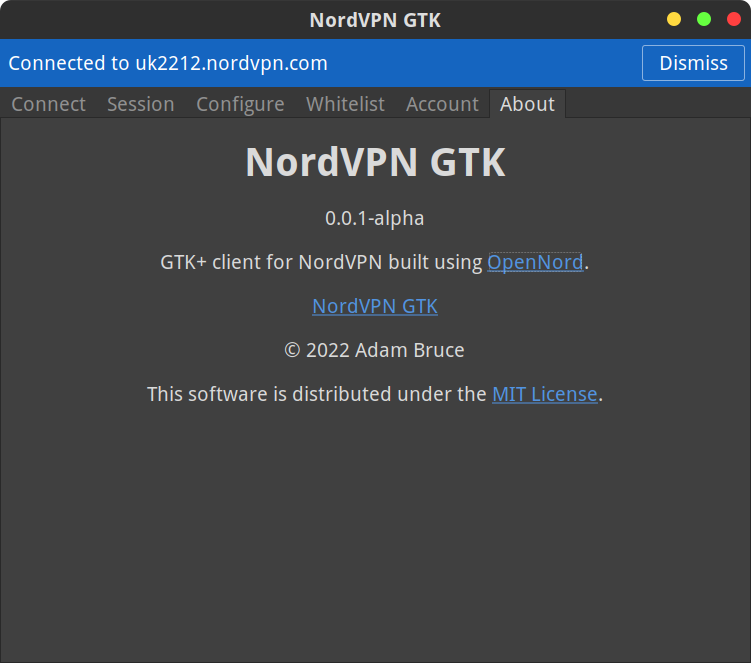 NordVPN GTK
Connected to uk2212.nordvpn.com Dismiss
Connect Session Configure Whitelist Account About
NordVPN GTK
0.0.1-alpha
GTK+ client for NordVPN built using OpenNord.
NordVPN GTK
© 2022 Adam Bruce
This software is distributed under the MIT License.